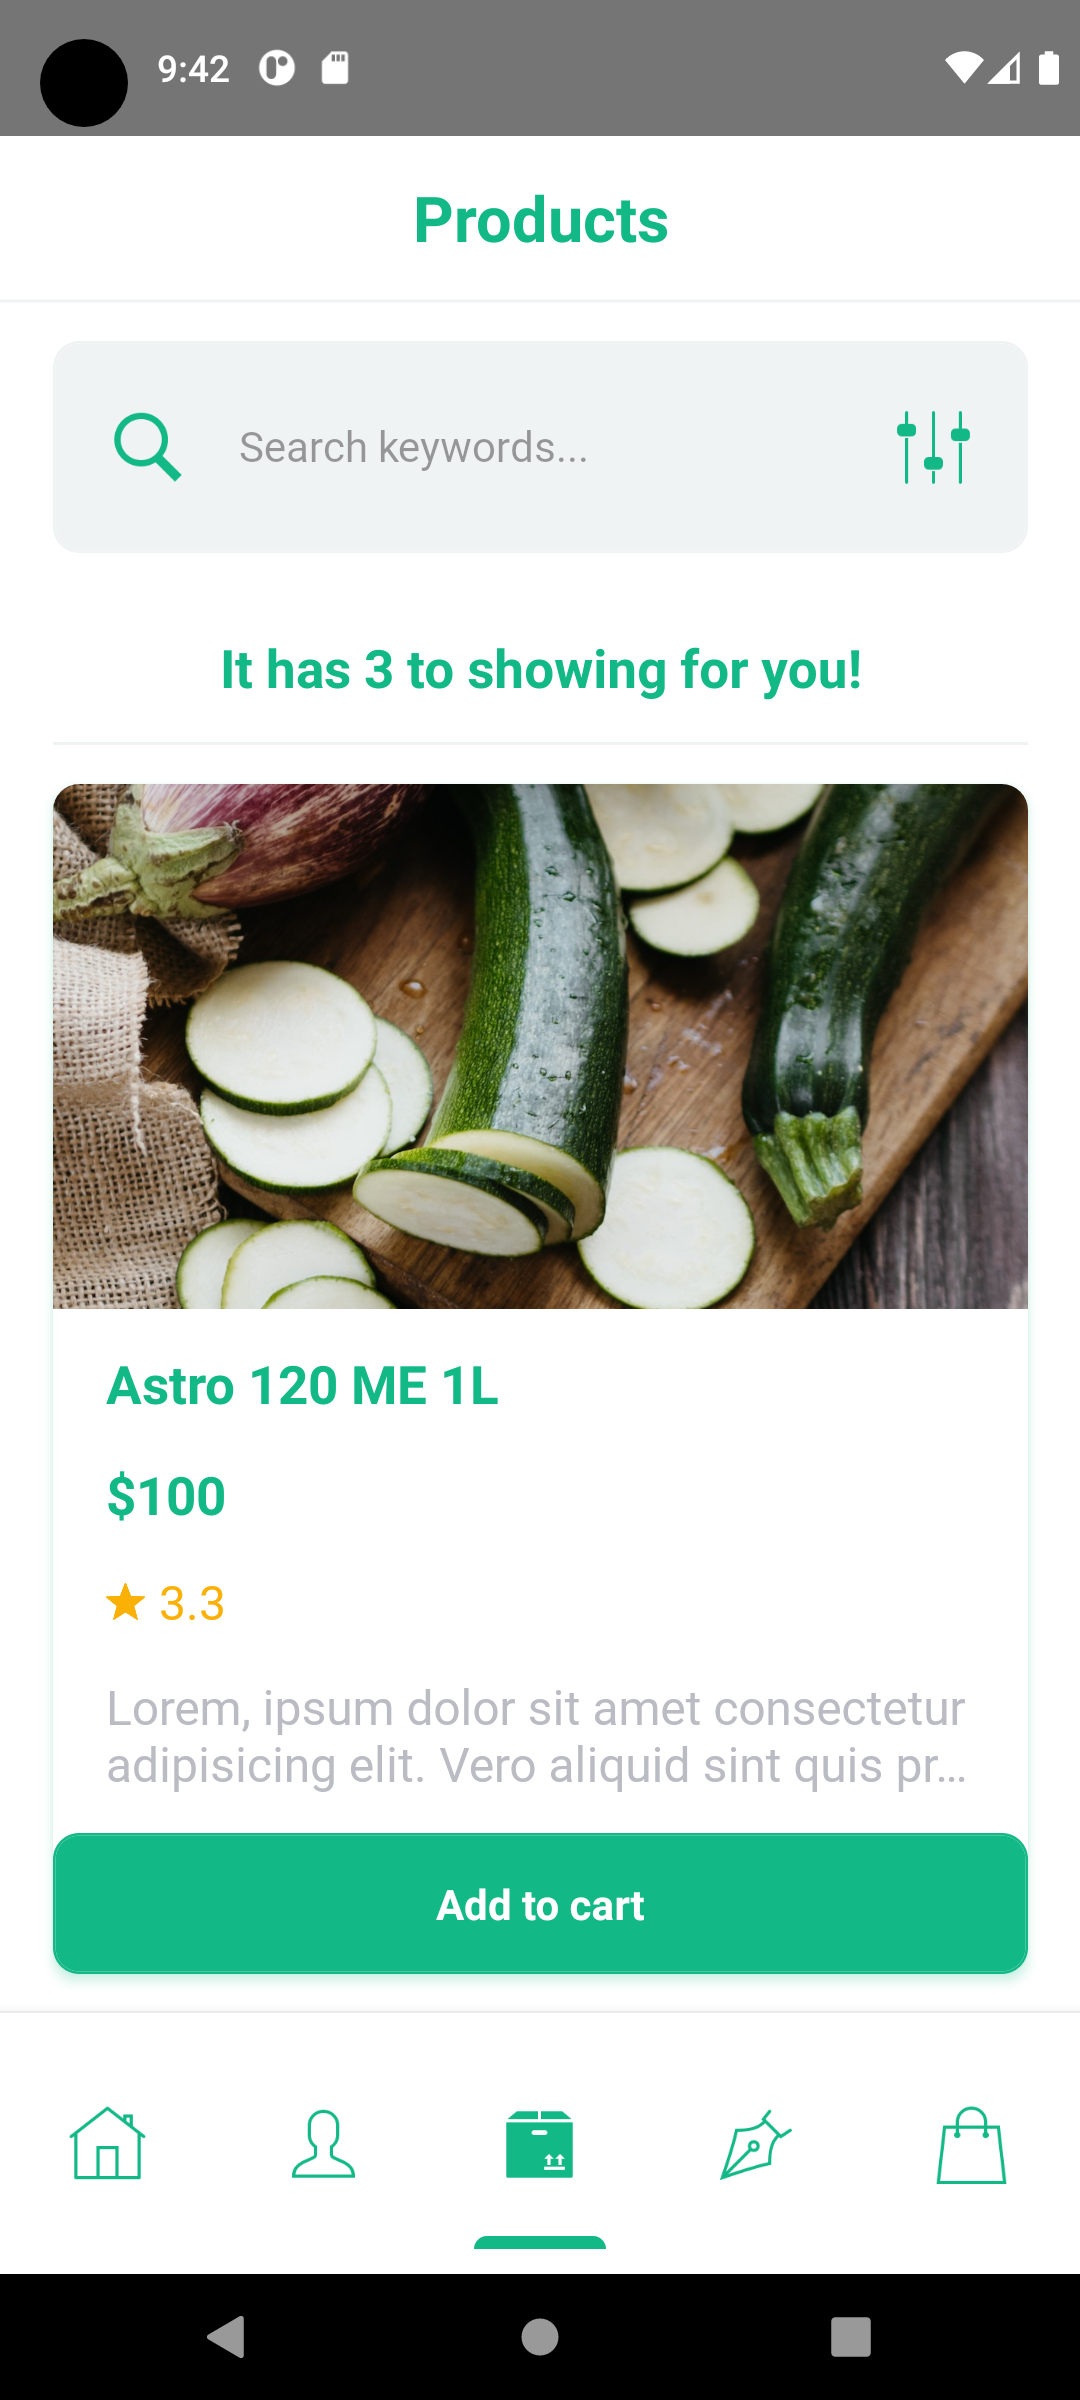 9:42
Products
Search keywords...
It has 3 to showing for you!
Astro 120 ME 1L
$100
3.3
Lorem, ipsum dolor sit amet consectetur
adipisicing elit. Vero aliquid sint quis pr...
Add to cart